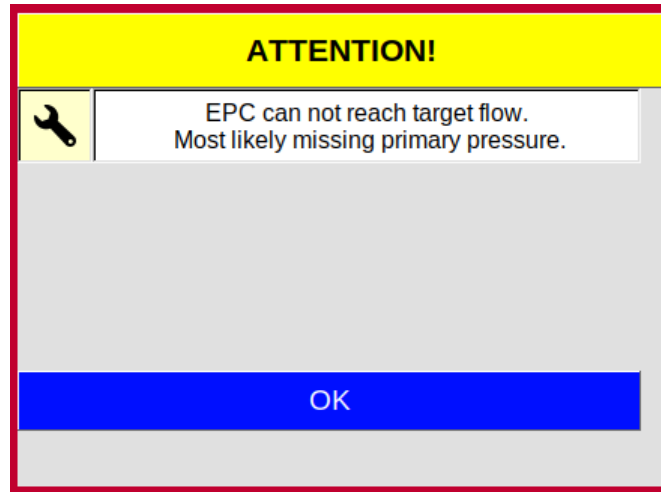 ATTENTION!
EPC can not reach target flow.
Most likely missing primary pressure.
OK